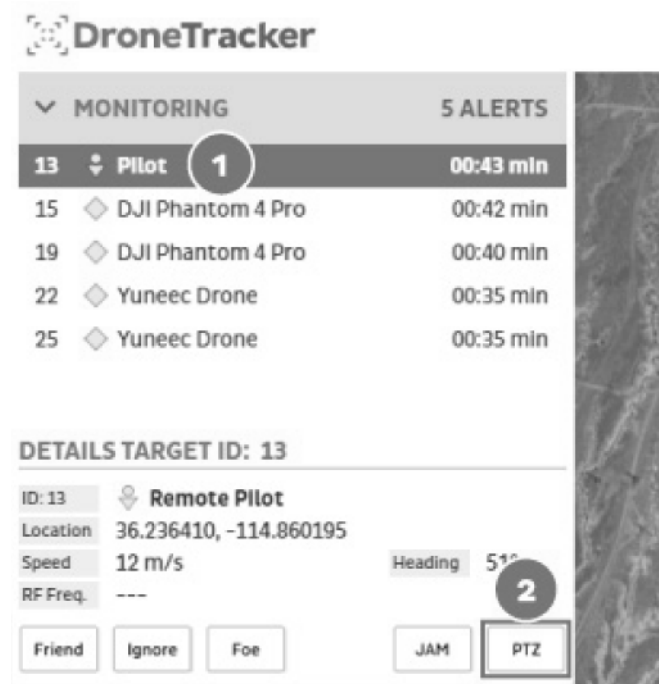 DroneTracker
MONITORING 5 ALERTS
13 Pilot 1 00:43 min
15 DJI Phantom 4 Pro 00:42 min
19 DJI Phantom 4 Pro 00:40 min
22 Yuneec Drone 00:35 min
25 Yuneec Drone 00:35 min
DETAILS TARGET ID: 13
ID: 13 Remote Pilot
Location 36.236410, -114.860195
Speed 12 m/s Heading 51°
RF Freq. --- 2
Friend Ignore Foe JAM PTZ